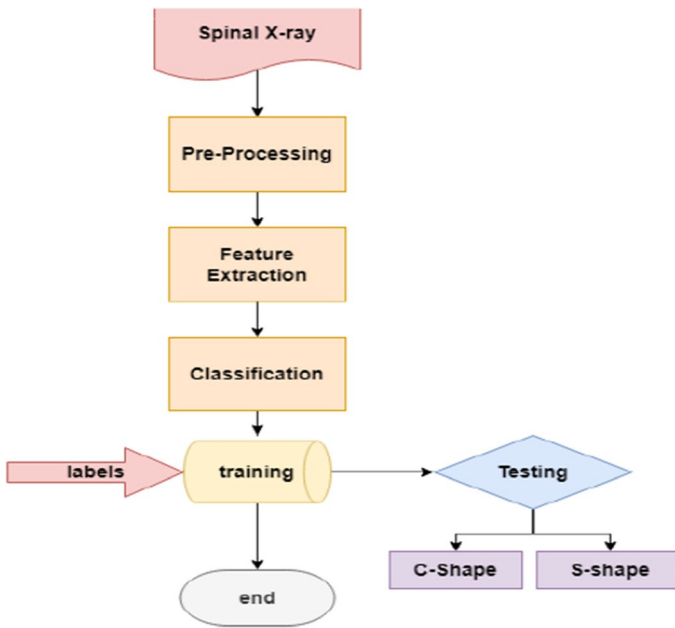 Spinal X-ray
Pre-Processing
Feature
Extraction
Classification
labels
training
Testing
C-Shape
S-shape
end